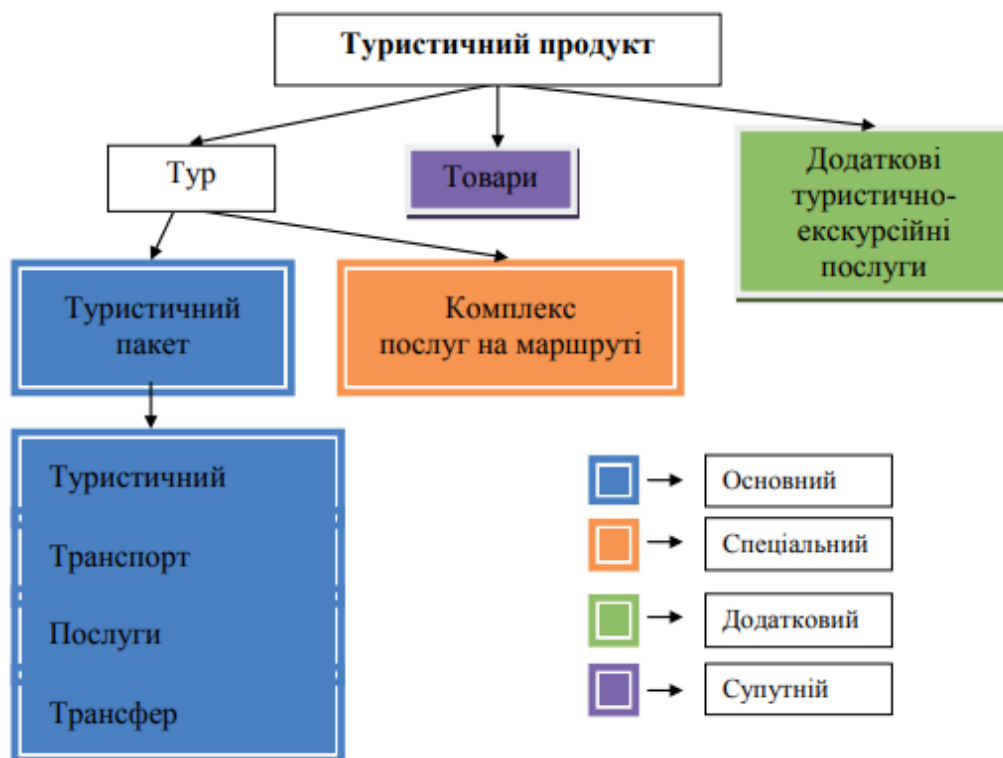 Туристичний продукт
Тур
Товари
Додаткові
туристично-
екскурсійні
послуги
Туристичний
пакет
Комплекс
послуг на маршруті
Туристичний
Транспорт
Послуги
Трансфер
Основний
Спеціальний
Додатковий
Супутній